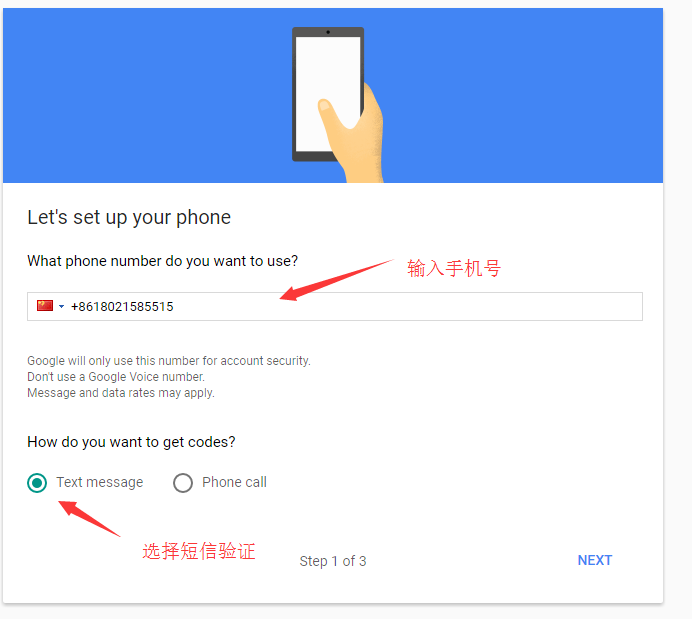 Let's set up your phone
What phone number do you want to use?
输入手机号
+8618021585515
Google will only use this number for account security.
Don't use a Google Voice number.
Message and data rates may apply.
How do you want to get codes?
Text message Phone call
选择短信验证
Step 1 of 3 NEXT